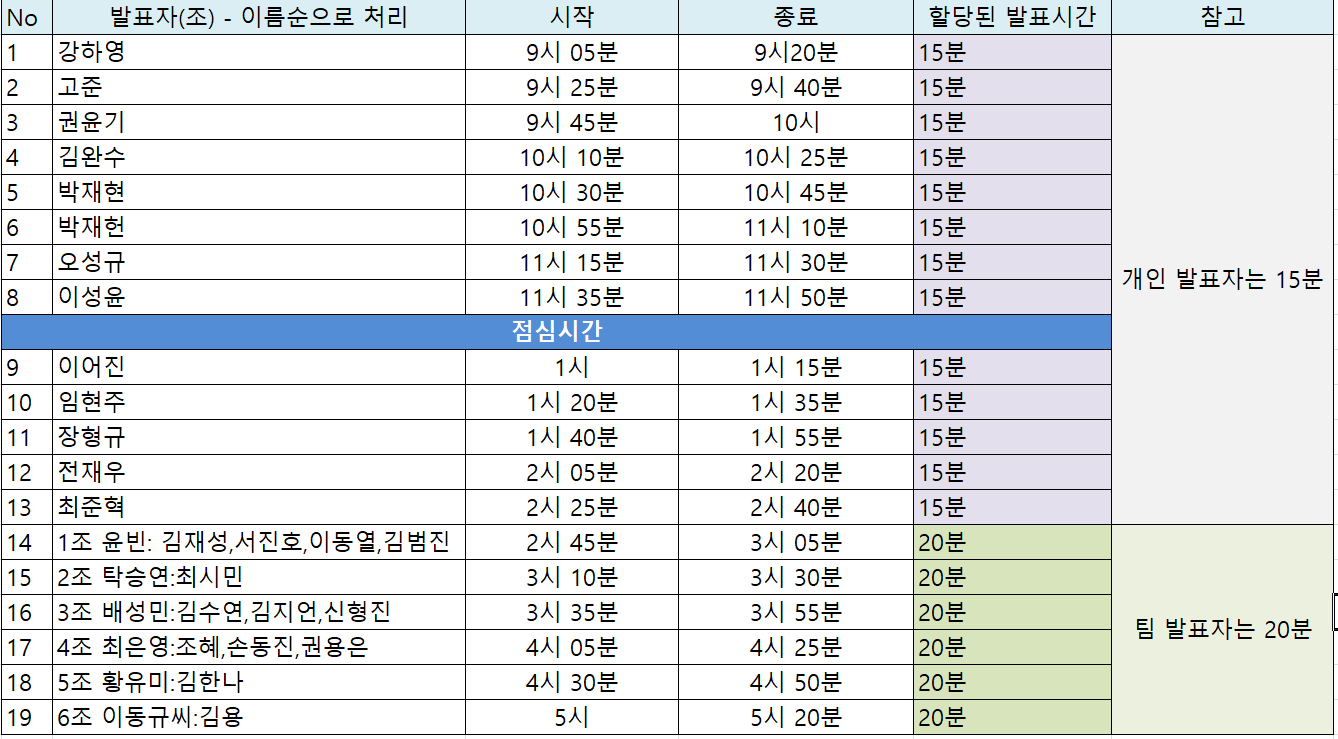 No 발표자(조) - 이름순으로 처리 시작 종료 할당된 발표시간 참고
1 강하영 9시 05분 9시20분 15분
2 고준 9시 25분 9시 40분 15분
3 권윤기 9시 45분 10시 15분
4 김완수 10시 10분 10시 25분 15분
5 박재현 10시 30분 10시 45분 15분
6 박재헌 10시 55분 11시 10분 15분
7 오성규 11시 15분 11시 30분 15분
개인 발표자는 15분
8 이성윤 11시 35분 11시 50분 15분
점심시간
9 이어진 1시 1시 15분 15분
10 임현주 1시 20분 1시 35분 15분
11 장형규 1시 40분 1시 55분 15분
12 전재우 2시 05분 2시 20분 15분
13 최준혁 2시 25분 2시 40분 15분
14 1조 윤빈: 김재성,서진호,이동열,김범진 2시 45분 3시 05분 20분
15 2조 탁승연:최시민 3시 10분 3시 30분 20분
16 3조 배성민:김수연,김지언,신형진 3시 35분 3시 55분 20분
팀 발표자는 20분
17 4조 최은영:조혜,손동진,권용은 4시 05분 4시 25분 20분
18 5조 황유미:김한나 4시 30분 4시 50분 20분
19 6조 이동규씨:김용 5시 5시 20분 20분